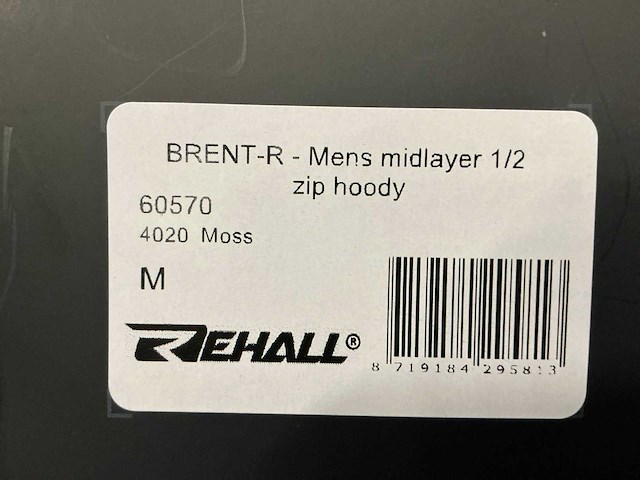 BRENT-R - Mens midlayer 1/2
zip hoody
60570
4020 Moss
M
REHALL®
8 719184 295813